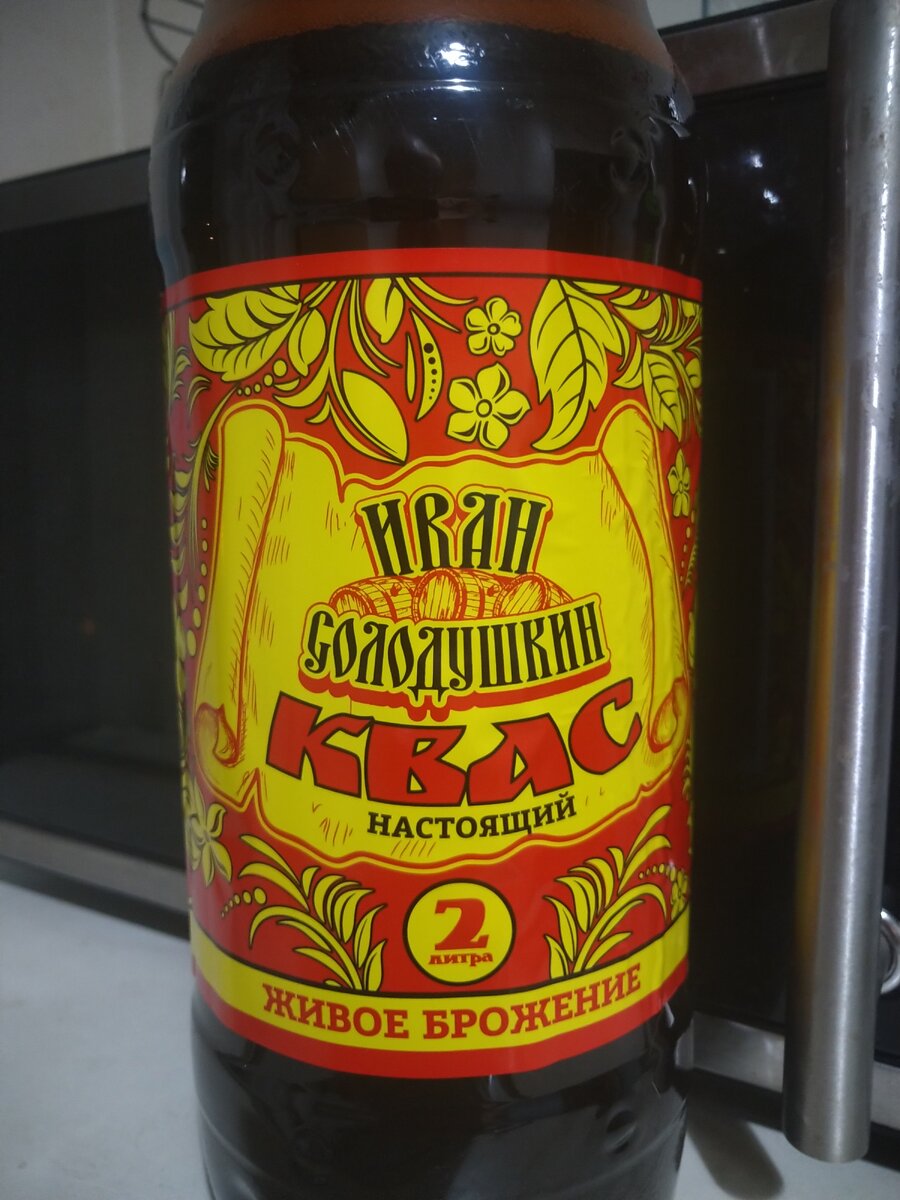 ИВАН
СОЛОДУШКИН
КВАС
НАСТОЯЩИЙ
2
литра
ЖИВОЕ БРОЖЕНИЕ